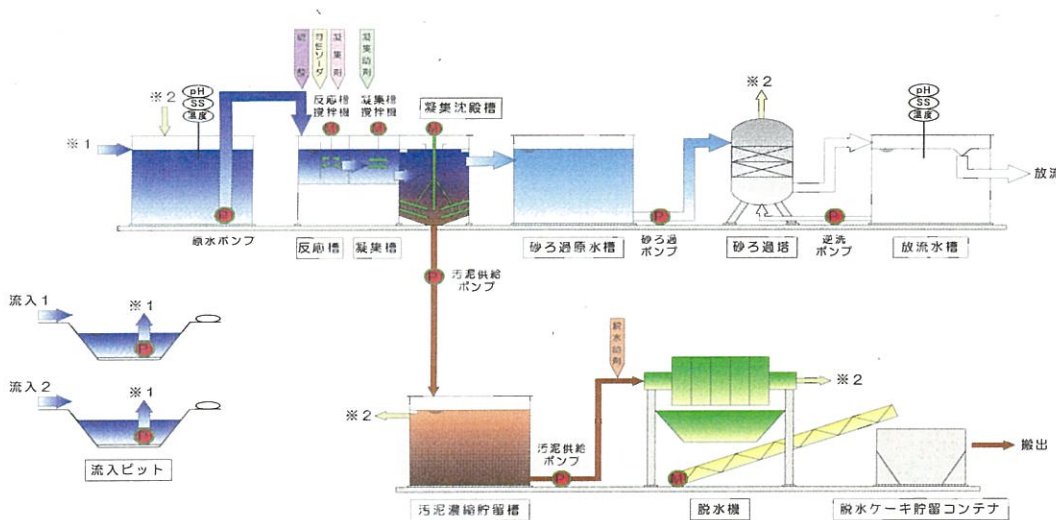 硫酸
苛性ソーダ
凝集剤
凝集助剤
pH
SS
温度
※2
反応槽
撹拌機
凝集槽
撹拌機
凝集沈殿槽
※2
pH
SS
温度
※1
M
M
M
放流
P
P
P
原水ポンプ
反応槽
凝集槽
砂ろ過原水槽
砂ろ過
ポンプ
砂ろ過塔
逆洗
ポンプ
放流水槽
P
汚泥供給
ポンプ
流入1
※1
P
脱水助剤
流入2
※1
P
※2
※2
汚泥供給
ポンプ
P
M
搬出
流入ピット
汚泥濃縮貯留槽
脱水機
脱水ケーキ貯留コンテナ